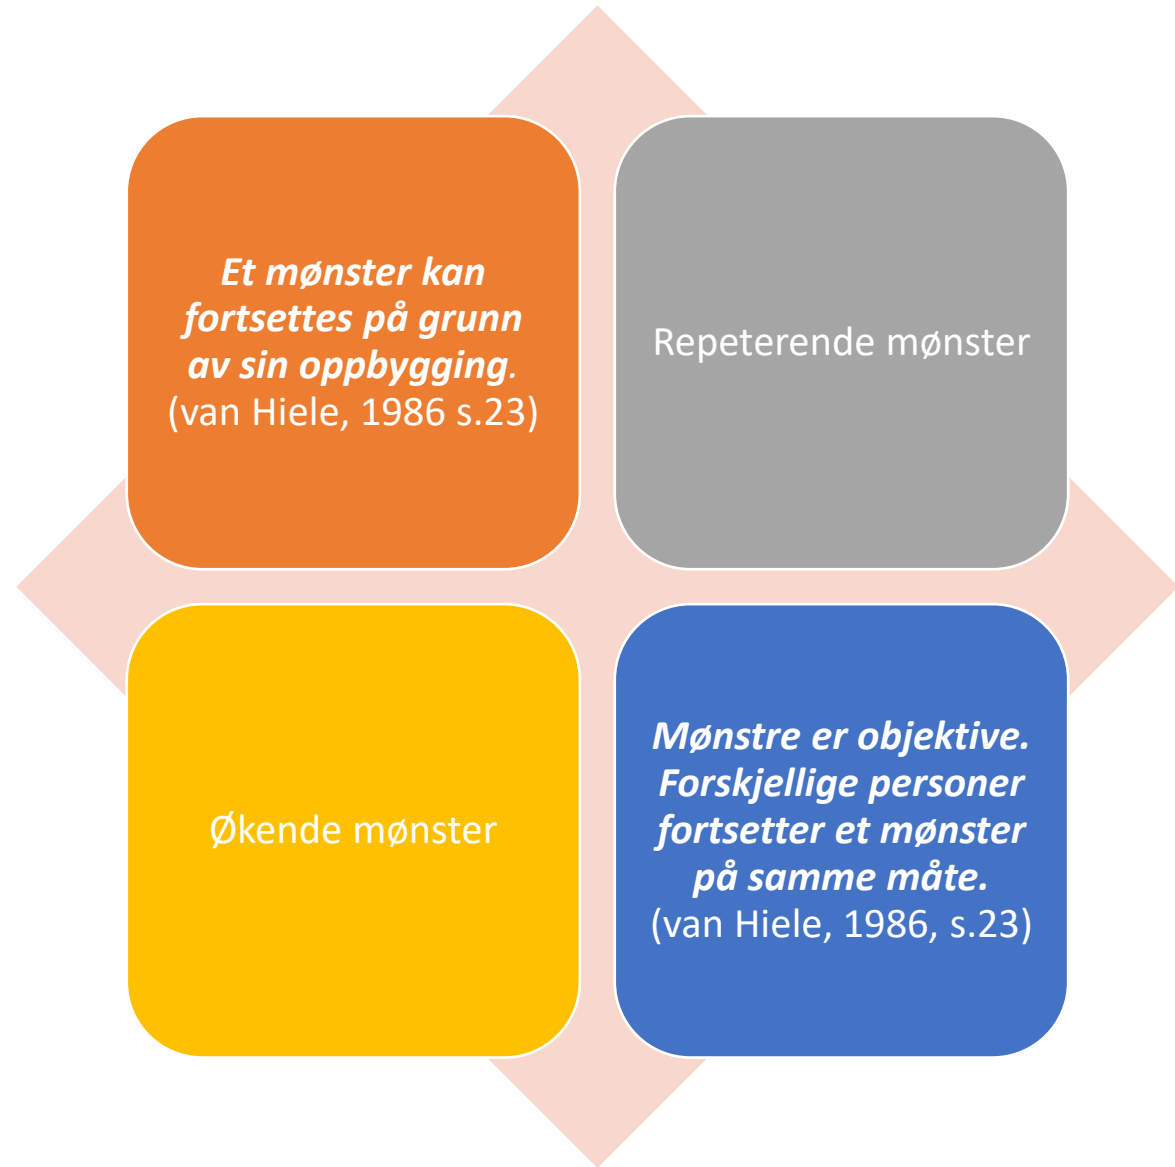 Et mønster kan
fortsettes på grunn
av sin oppbygging.
(van Hiele, 1986 s.23)
Repeterende mønster
Økende mønster
Mønstre er objektive.
Forskjellige personer
fortsetter et mønster
på samme måte.
(van Hiele, 1986, s.23)